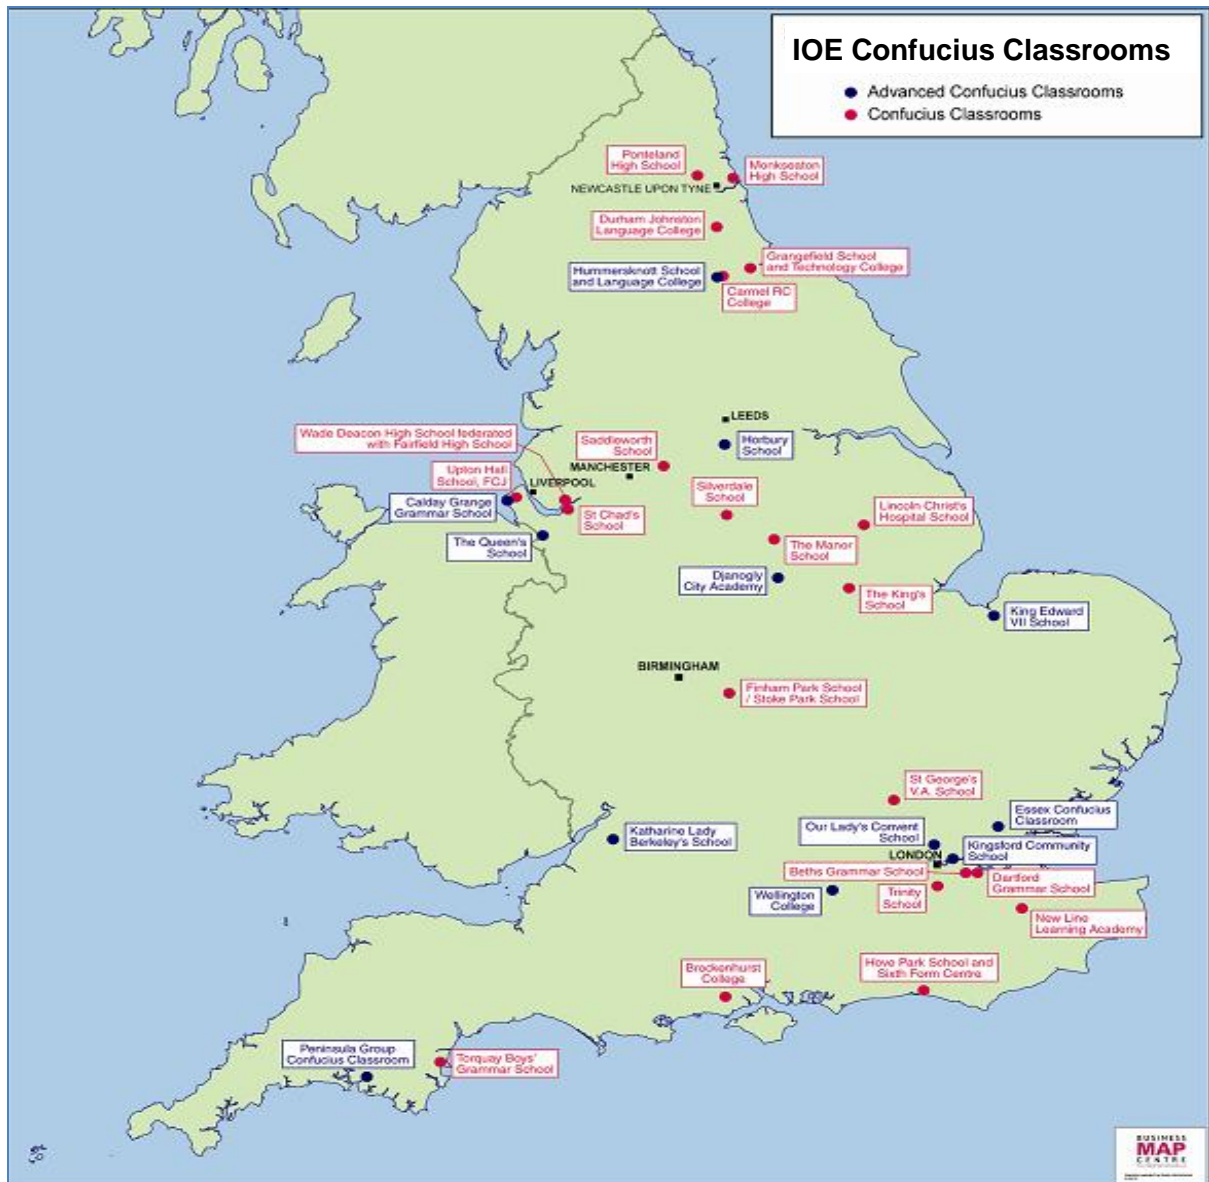 IOE Confucius Classrooms
Advanced Confucius Classrooms
Confucius Classrooms
Ponteland
High School
Monkseaton
High School
NEWCASTLE UPON TYNE
Durham Johnston
Language College
Grangefield School
and Technology College
Hummersknott School
and Language College
Carmel RC
College
LEEDS
Wade Deacon High School federated
with Fairfield High School
Saddleworth
School
Horbury
School
MANCHESTER
Upton Hall
School, FCJ
LIVERPOOL
Silverdale
School
Calday Grange
Grammar School
St Chad's
School
Lincoln Christ's
Hospital School
The Queen's
School
The Manor
School
Djanogly
City Academy
The King's
School
King Edward
VII School
BIRMINGHAM
Finham Park School
/ Stoke Park School
St George's
V.A. School
Essex Confucius
Classroom
Katharine Lady
Berkeley's School
Our Lady's Convent
School
Kingsford Community
School
LONDON
Beths Grammar School
Dartford
Grammar School
Trinity
School
Wellington
College
New Line
Learning Academy
Brockenhurst
College
Hove Park School and
Sixth Form Centre
Peninsula Group
Confucius Classroom
Torquay Boys'
Grammar School
BUSINESS
MAP
CENTRE